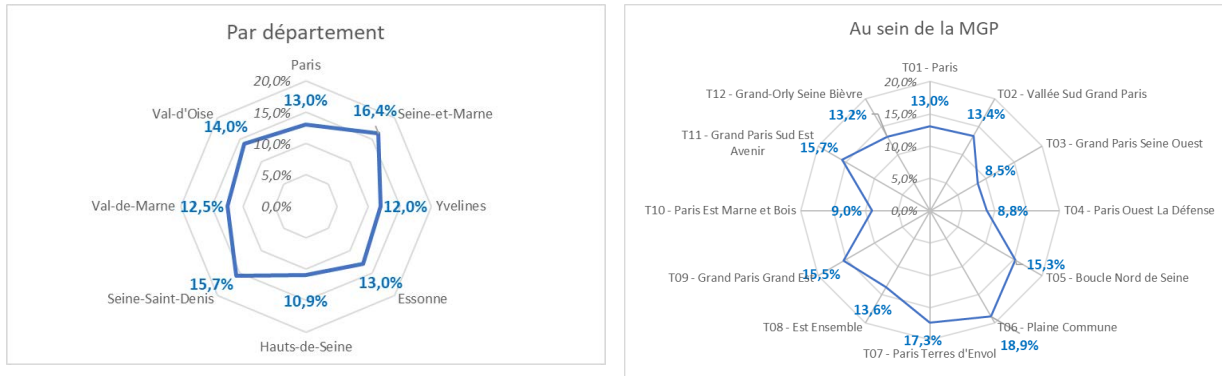 Par département
Paris
20,0%
13,0%
15,0%
10,0%
5,0%
0,0%
16,4%
Seine-et-Marne
12,0%
Yvelines
13,0%
Essonne
10,9%
Hauts-de-Seine
15,7%
Seine-Saint-Denis
Val-de-Marne
12,5%
Val-d'Oise
14,0%
Au sein de la MGP
T01 - Paris
20,0%
13,0%
15,0%
10,0%
5,0%
0,0%
T02 - Vallée Sud Grand Paris
13,4%
T03 - Grand Paris Seine Ouest
8,5%
8,8%
T04 - Paris Ouest La Défense
15,3%
T05 - Boucle Nord de Seine
T06 - Plaine Commune
18,9%
17,3%
T07 - Paris Terres d'Envol
13,6%
T08 - Est Ensemble
15,5%
T09 - Grand Paris Grand Est
T10 - Paris Est Marne et Bois
9,0%
T11 - Grand Paris Sud Est
Avenir
15,7%
T12 - Grand-Orly Seine Bièvre
13,2%